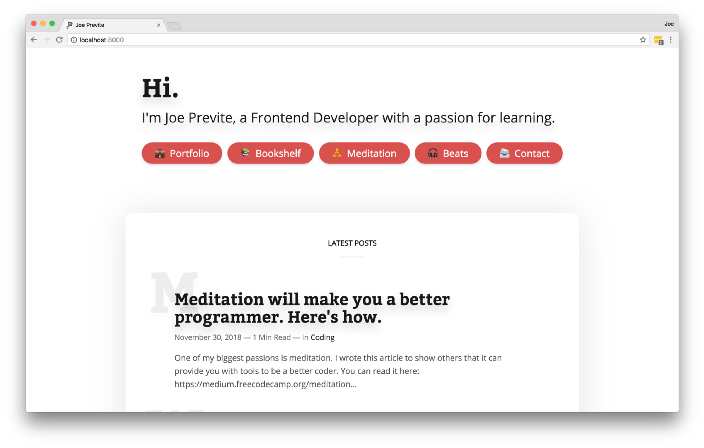 Joe Previte
Joe
localhost:8000
Hi.
I'm Joe Previte, a Frontend Developer with a passion for learning.
Portfolio
Bookshelf
Meditation
Beats
Contact
LATEST POSTS
M
Meditation will make you a better
programmer. Here's how.
November 30, 2018 — 1 Min Read — In Coding
One of my biggest passions is meditation. I wrote this article to show others that it can
provide you with tools to be a better coder. You can read it here:
https://medium.freecodecamp.org/meditation...